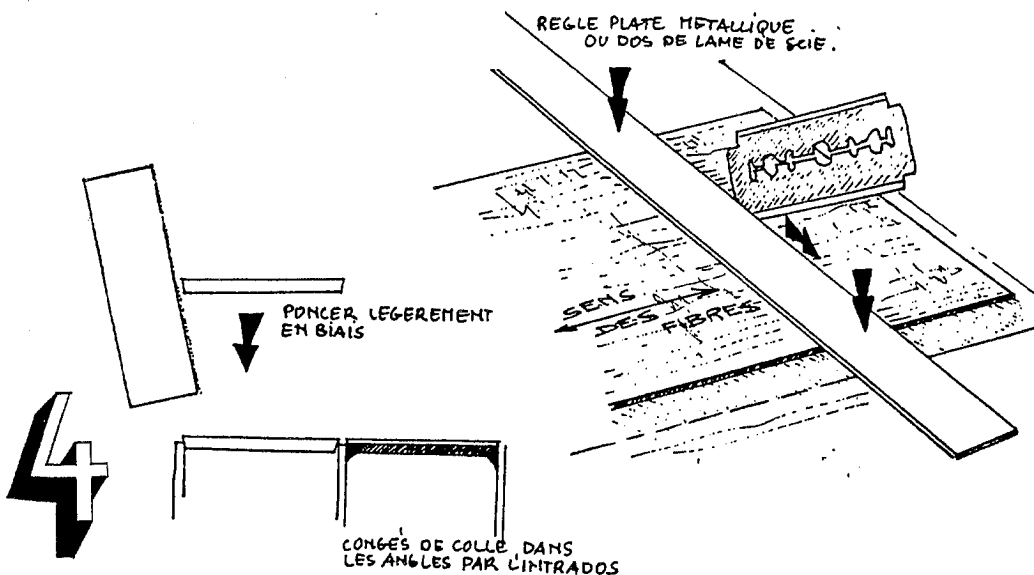 REGLE PLATE METALLIQUE
OU DOS DE LAME DE SCIE.
SENS
DES
FIBRES
PONCER LEGEREMENT
EN BIAIS
4
CONGÉS DE COLLE DANS
LES ANGLES PAR L'INTRADOS